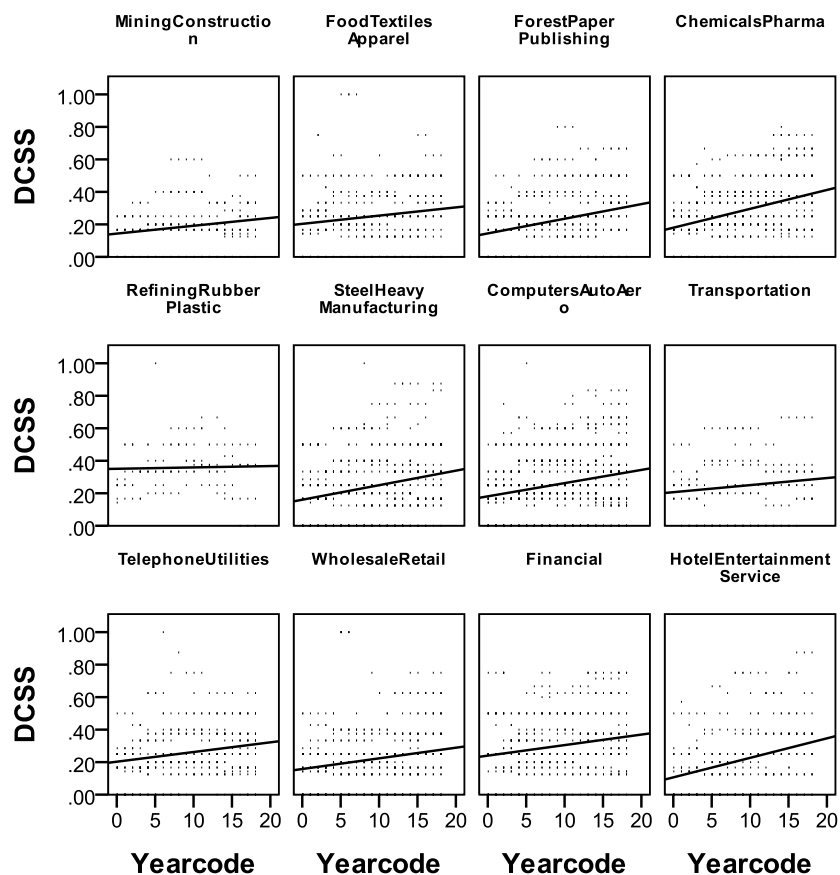 MiningConstructio
n
FoodTextiles
Apparel
ForestPaper
Publishing
ChemicalsPharma
DCSS
1.00
.80
.60
.40
.20
.00
RefiningRubber
Plastic
SteelHeavy
Manufacturing
ComputersAutoAer
o
Transportation
DCSS
1.00
.80
.60
.40
.20
.00
TelephoneUtilities
WholesaleRetail
Financial
HotelEntertainment
Service
DCSS
1.00
.80
.60
.40
.20
.00
0 5 10 15 20 0 5 10 15 20 0 5 10 15 20 0 5 10 15 20
Yearcode Yearcode Yearcode Yearcode